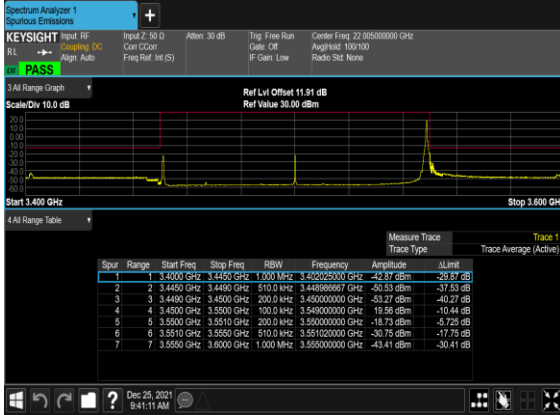 Spectrum Analyzer 1
Spurious Emissions
KEYSIGHT Input: RF Input Z: 50 Ω Atten: 30 dB Trig: Free Run Center Freq: 22.005000000 GHz
RL Coupling: DC Corr CCorr Gate: Off Avg|Hold: 100/100
Align: Auto Freq Ref: Int (S) IF Gain: Low Radio Std: None
PASS
3 All Range Graph
Ref Lvl Offset 11.91 dB
Scale/Div 10.0 dB Ref Value 30.00 dBm
20.0
10.0
0.00
-10.0
-20.0
-30.0
-40.0
-50.0
-60.0
Start 3.400 GHz Stop 3.600 GH
4 All Range Table
Measure Trace Trace 1
Trace Type Trace Average (Active)
Spur Range Start Freq Stop Freq RBW Frequency Amplitude ΔLimit
1 1 3.4000 GHz 3.4450 GHz 1.000 MHz 3.402025000 GHz -42.87 dBm -29.87 dB
2 2 3.4450 GHz 3.4490 GHz 510.0 kHz 3.448986667 GHz -50.53 dBm -37.53 dB
3 3 3.4490 GHz 3.4500 GHz 200.0 kHz 3.450000000 GHz -53.27 dBm -40.27 dB
4 4 3.4500 GHz 3.5500 GHz 100.0 kHz 3.549000000 GHz 19.56 dBm -10.44 dB
5 5 3.5500 GHz 3.5510 GHz 200.0 kHz 3.550000000 GHz -18.73 dBm -5.725 dB
6 6 3.5510 GHz 3.5550 GHz 510.0 kHz 3.551020000 GHz -30.75 dBm -17.75 dB
7 7 3.5550 GHz 3.6000 GHz 1.000 MHz 3.555000000 GHz -43.41 dBm -30.41 dB
Dec 25, 2021
9:41:11 AM